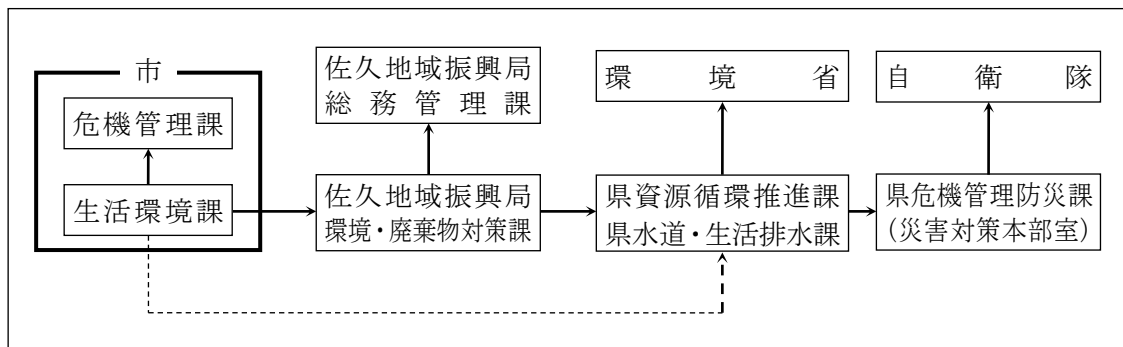 市
危機管理課
生活環境課
佐久地域振興局
総務管理課
佐久地域振興局
環境・廃棄物対策課
環境省
県資源循環推進課
県水道・生活排水課
自衛隊
県危機管理防災課
(災害対策本部室)